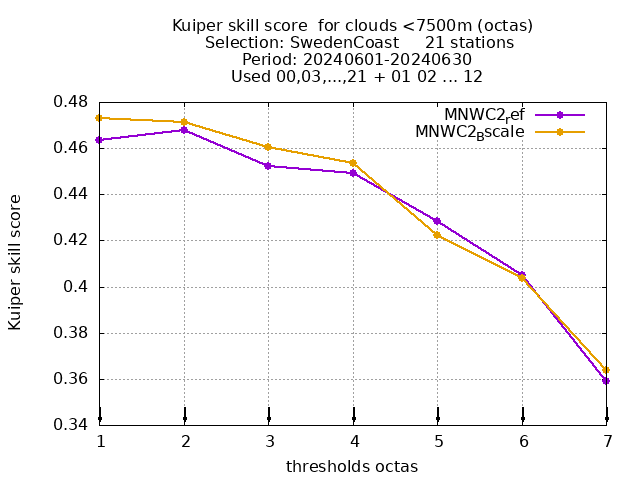 Kuiper skill score  for clouds <7500m (octas)
Selection: SwedenCoast     21 stations
Period: 20240601-20240630
Used 00,03,...,21 + 01 02 ... 12
MNWC2ref
MNWC2Bscale
0.48
0.46
0.44
0.42
0.4
0.38
0.36
0.34
Kuiper skill score
1 2 3 4 5 6 7
thresholds octas